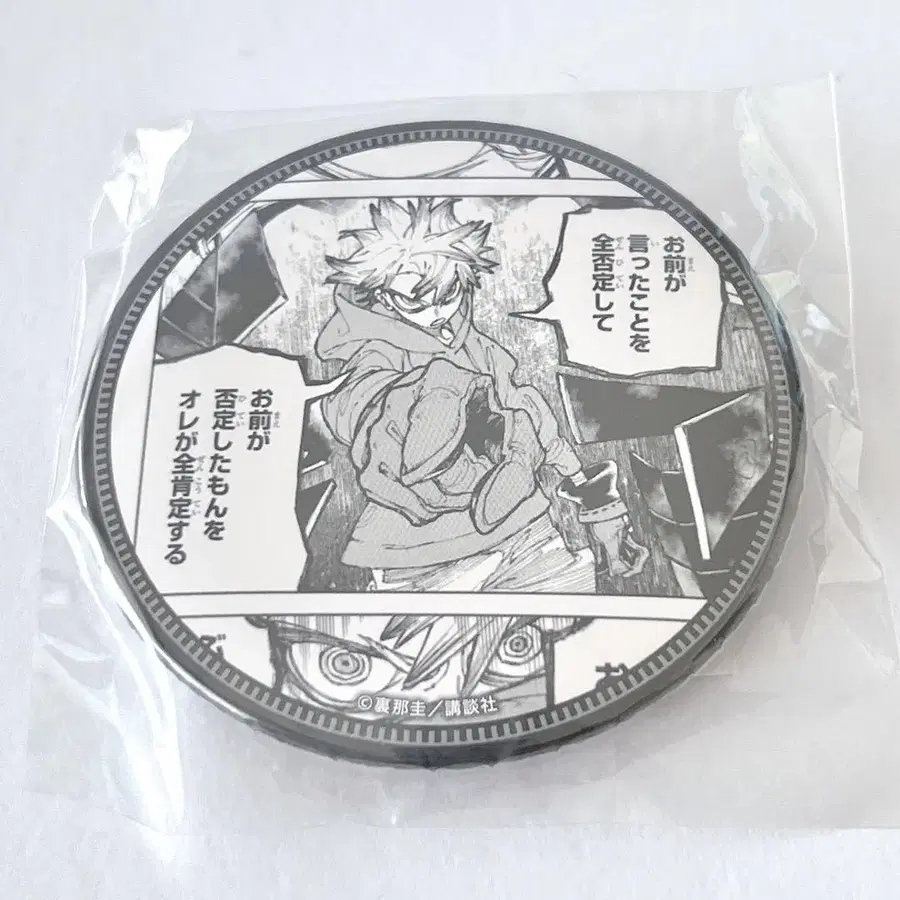 お前が
言ったことを
全否定して
お前が
否定したもんを
オレが全肯定する
©裏那圭／講談社